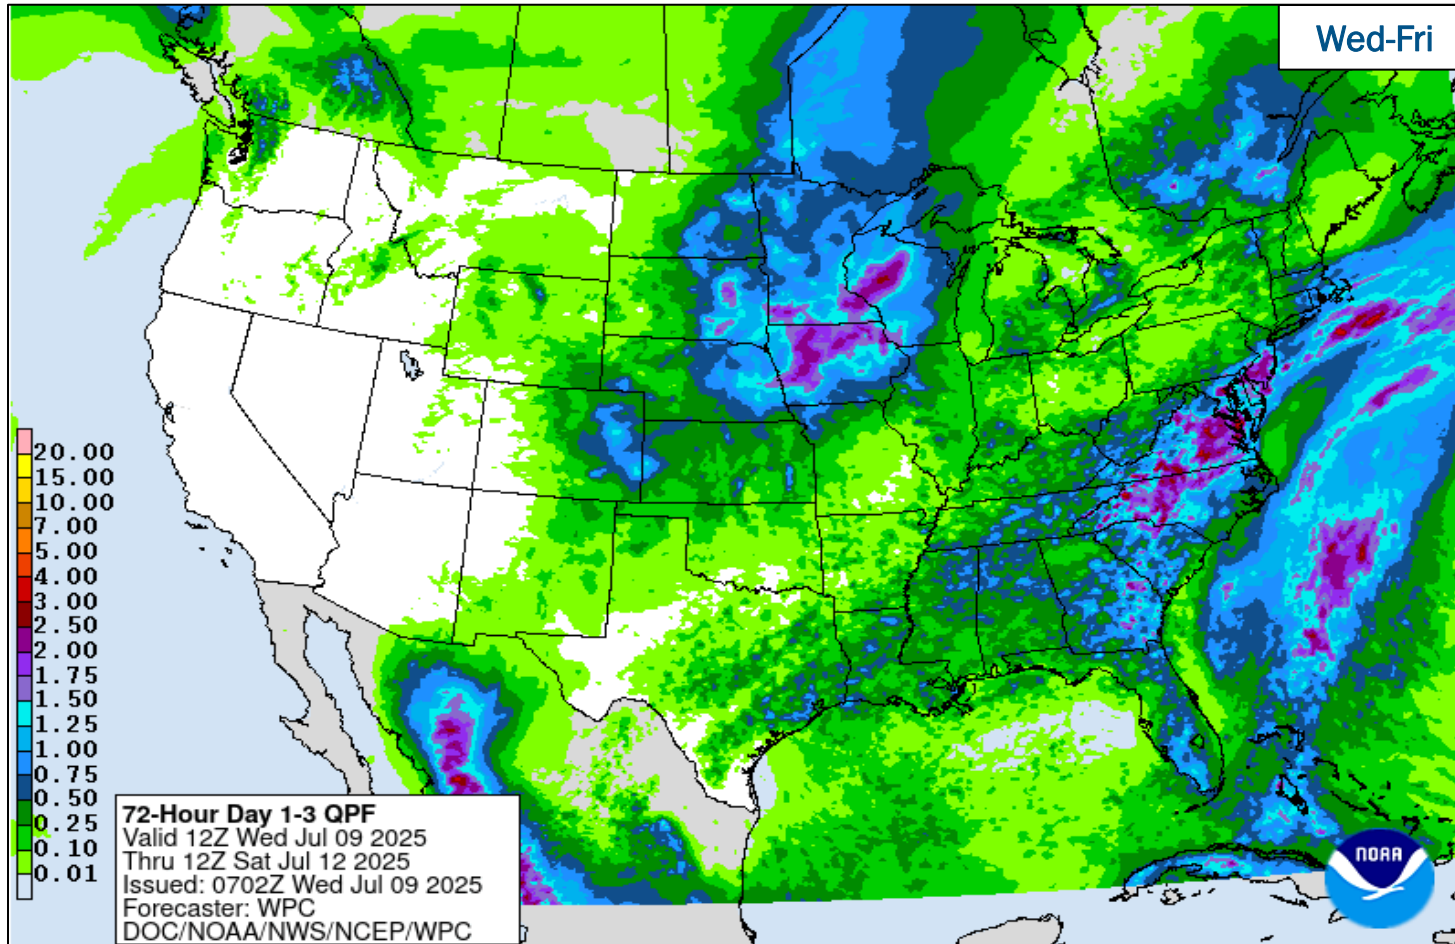 Wed-Fri
20.00
15.00
10.00
7.00
5.00
4.00
3.00
2.50
2.00
1.75
1.50
1.25
1.00
0.75
0.50
0.25
0.10
0.01
72-Hour Day 1-3 QPF
Valid 12Z Wed Jul 09 2025
Thru 12Z Sat Jul 12 2025
Issued: 0702Z Wed Jul 09 2025
Forecaster: WPC
DOC/NOAA/NWS/NCEP/WPC
NOAA